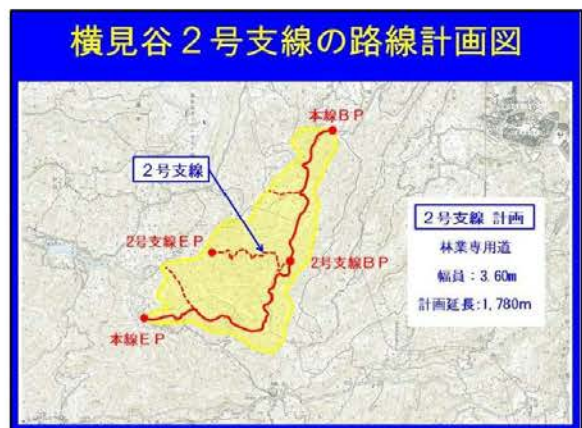 横見谷２号支線の路線計画図
本線ＢＰ
２号支線
2号支線ＥＰ
2号支線ＢＰ
本線ＥＰ
２号支線 計画
林業専用道
幅員：3.60m
計画延長：1,780m